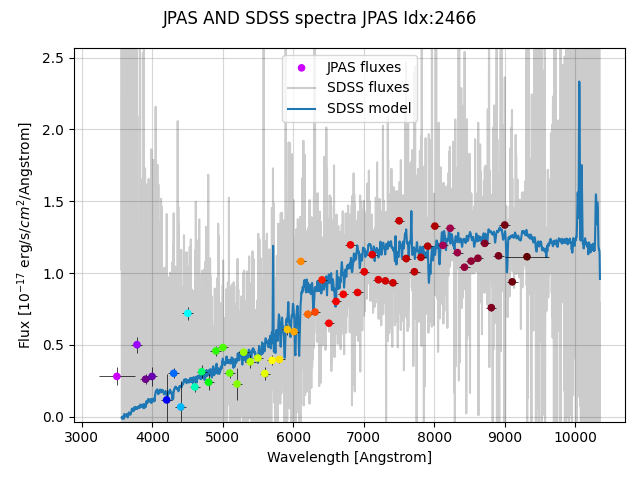 JPAS AND SDSS spectra JPAS Idx:2466
JPAS fluxes
SDSS fluxes
SDSS model
Flux [10^{-17} erg/s/cm^2/Angstrom]
2.5
2.0
1.5
1.0
0.5
0.0
3000 4000 5000 6000 7000 8000 9000 10000
Wavelength [Angstrom]